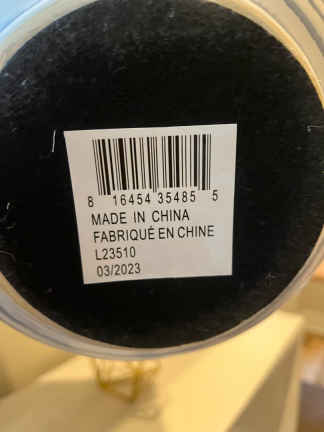 8 16454 35485 5
MADE IN CHINA
FABRIQUÉ EN CHINE
L23510
03/2023